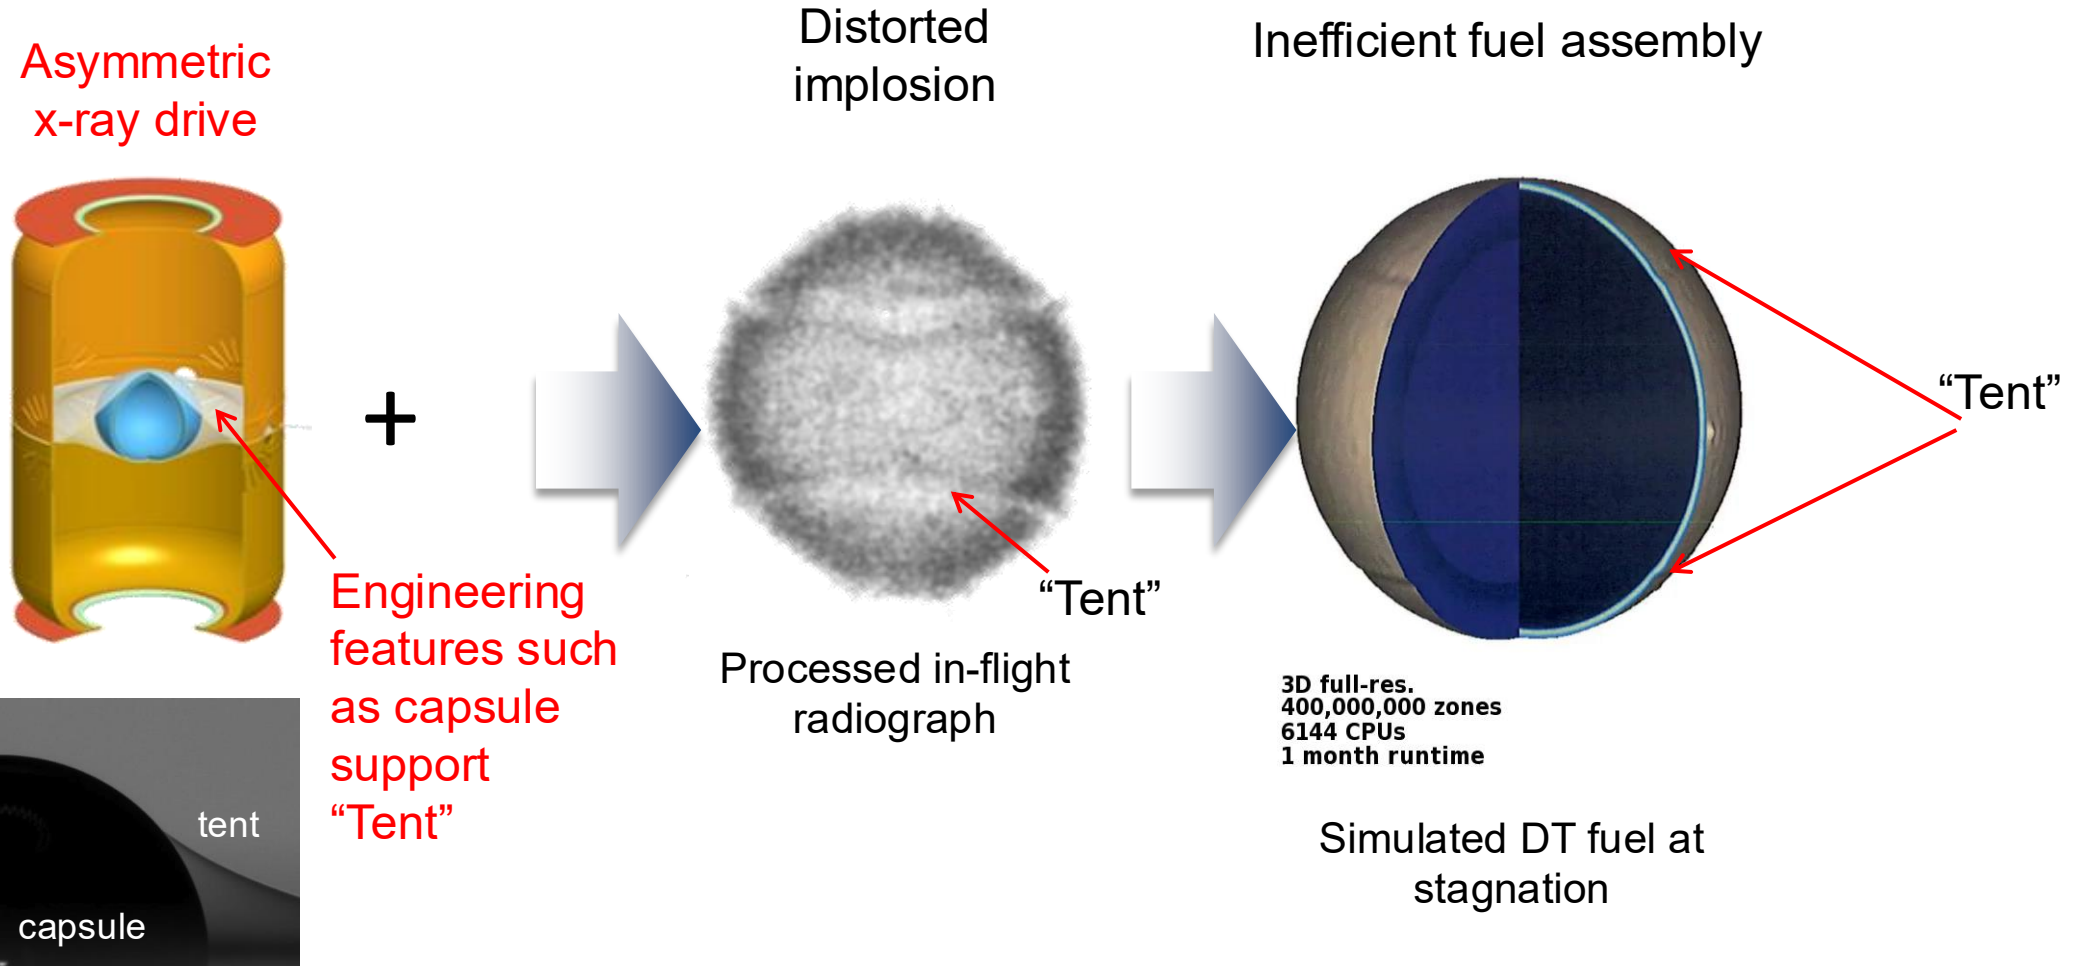 Asymmetric
x-ray drive
+
Engineering
features such
as capsule
support
“Tent”
tent
capsule
Distorted
implosion
“Tent”
Processed in-flight
radiograph
Inefficient fuel assembly
“Tent”
3D full-res.
400,000,000 zones
6144 CPUs
1 month runtime
Simulated DT fuel at
stagnation